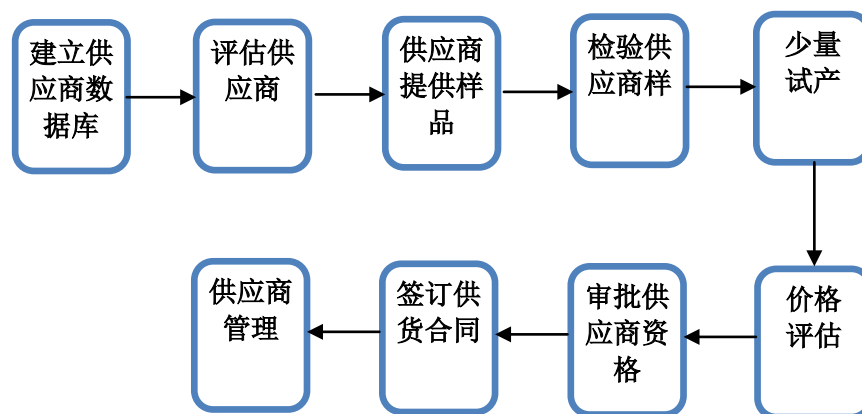 建立供
应商数
据库
评估供
应商
供应商
提供样
品
检验供
应商样
少量
试产
价格
评估
审批供
应商资
格
签订供
货合同
供应商
管理